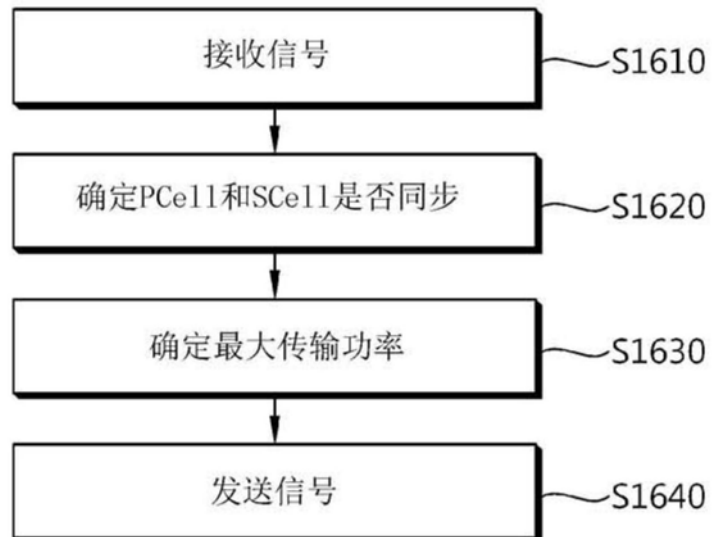 接收信号
S1610
确定PCell和SCell是否同步
S1620
确定最大传输功率
S1630
发送信号
S1640